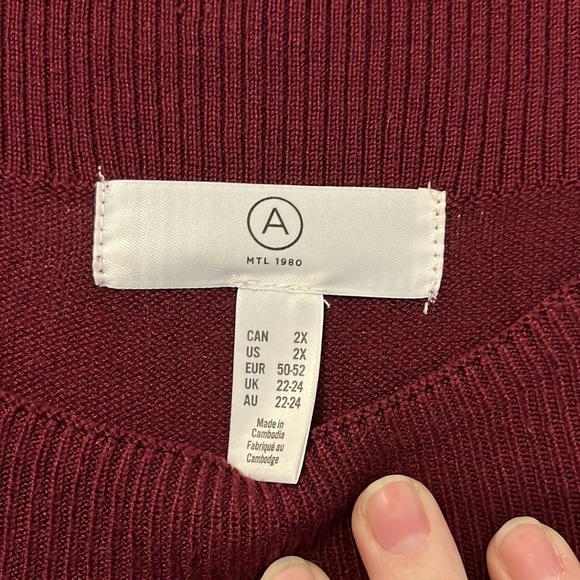 A
MTL 1980
CAN 2X
US 2X
EUR 50-52
UK 22-24
AU 22-24
Made in
Cambodia
Fabriqué au
Cambodge